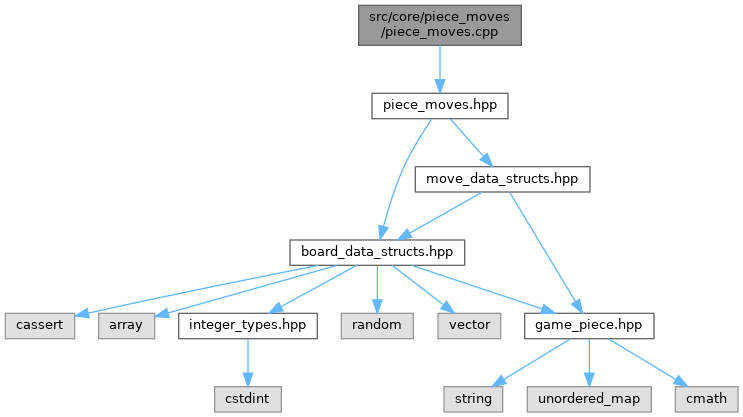 src/core/piece_moves
/piece_moves.cpp
piece_moves.hpp
move_data_structs.hpp
board_data_structs.hpp
cassert
array
integer_types.hpp
random
vector
game_piece.hpp
cstdint
string
unordered_map
cmath